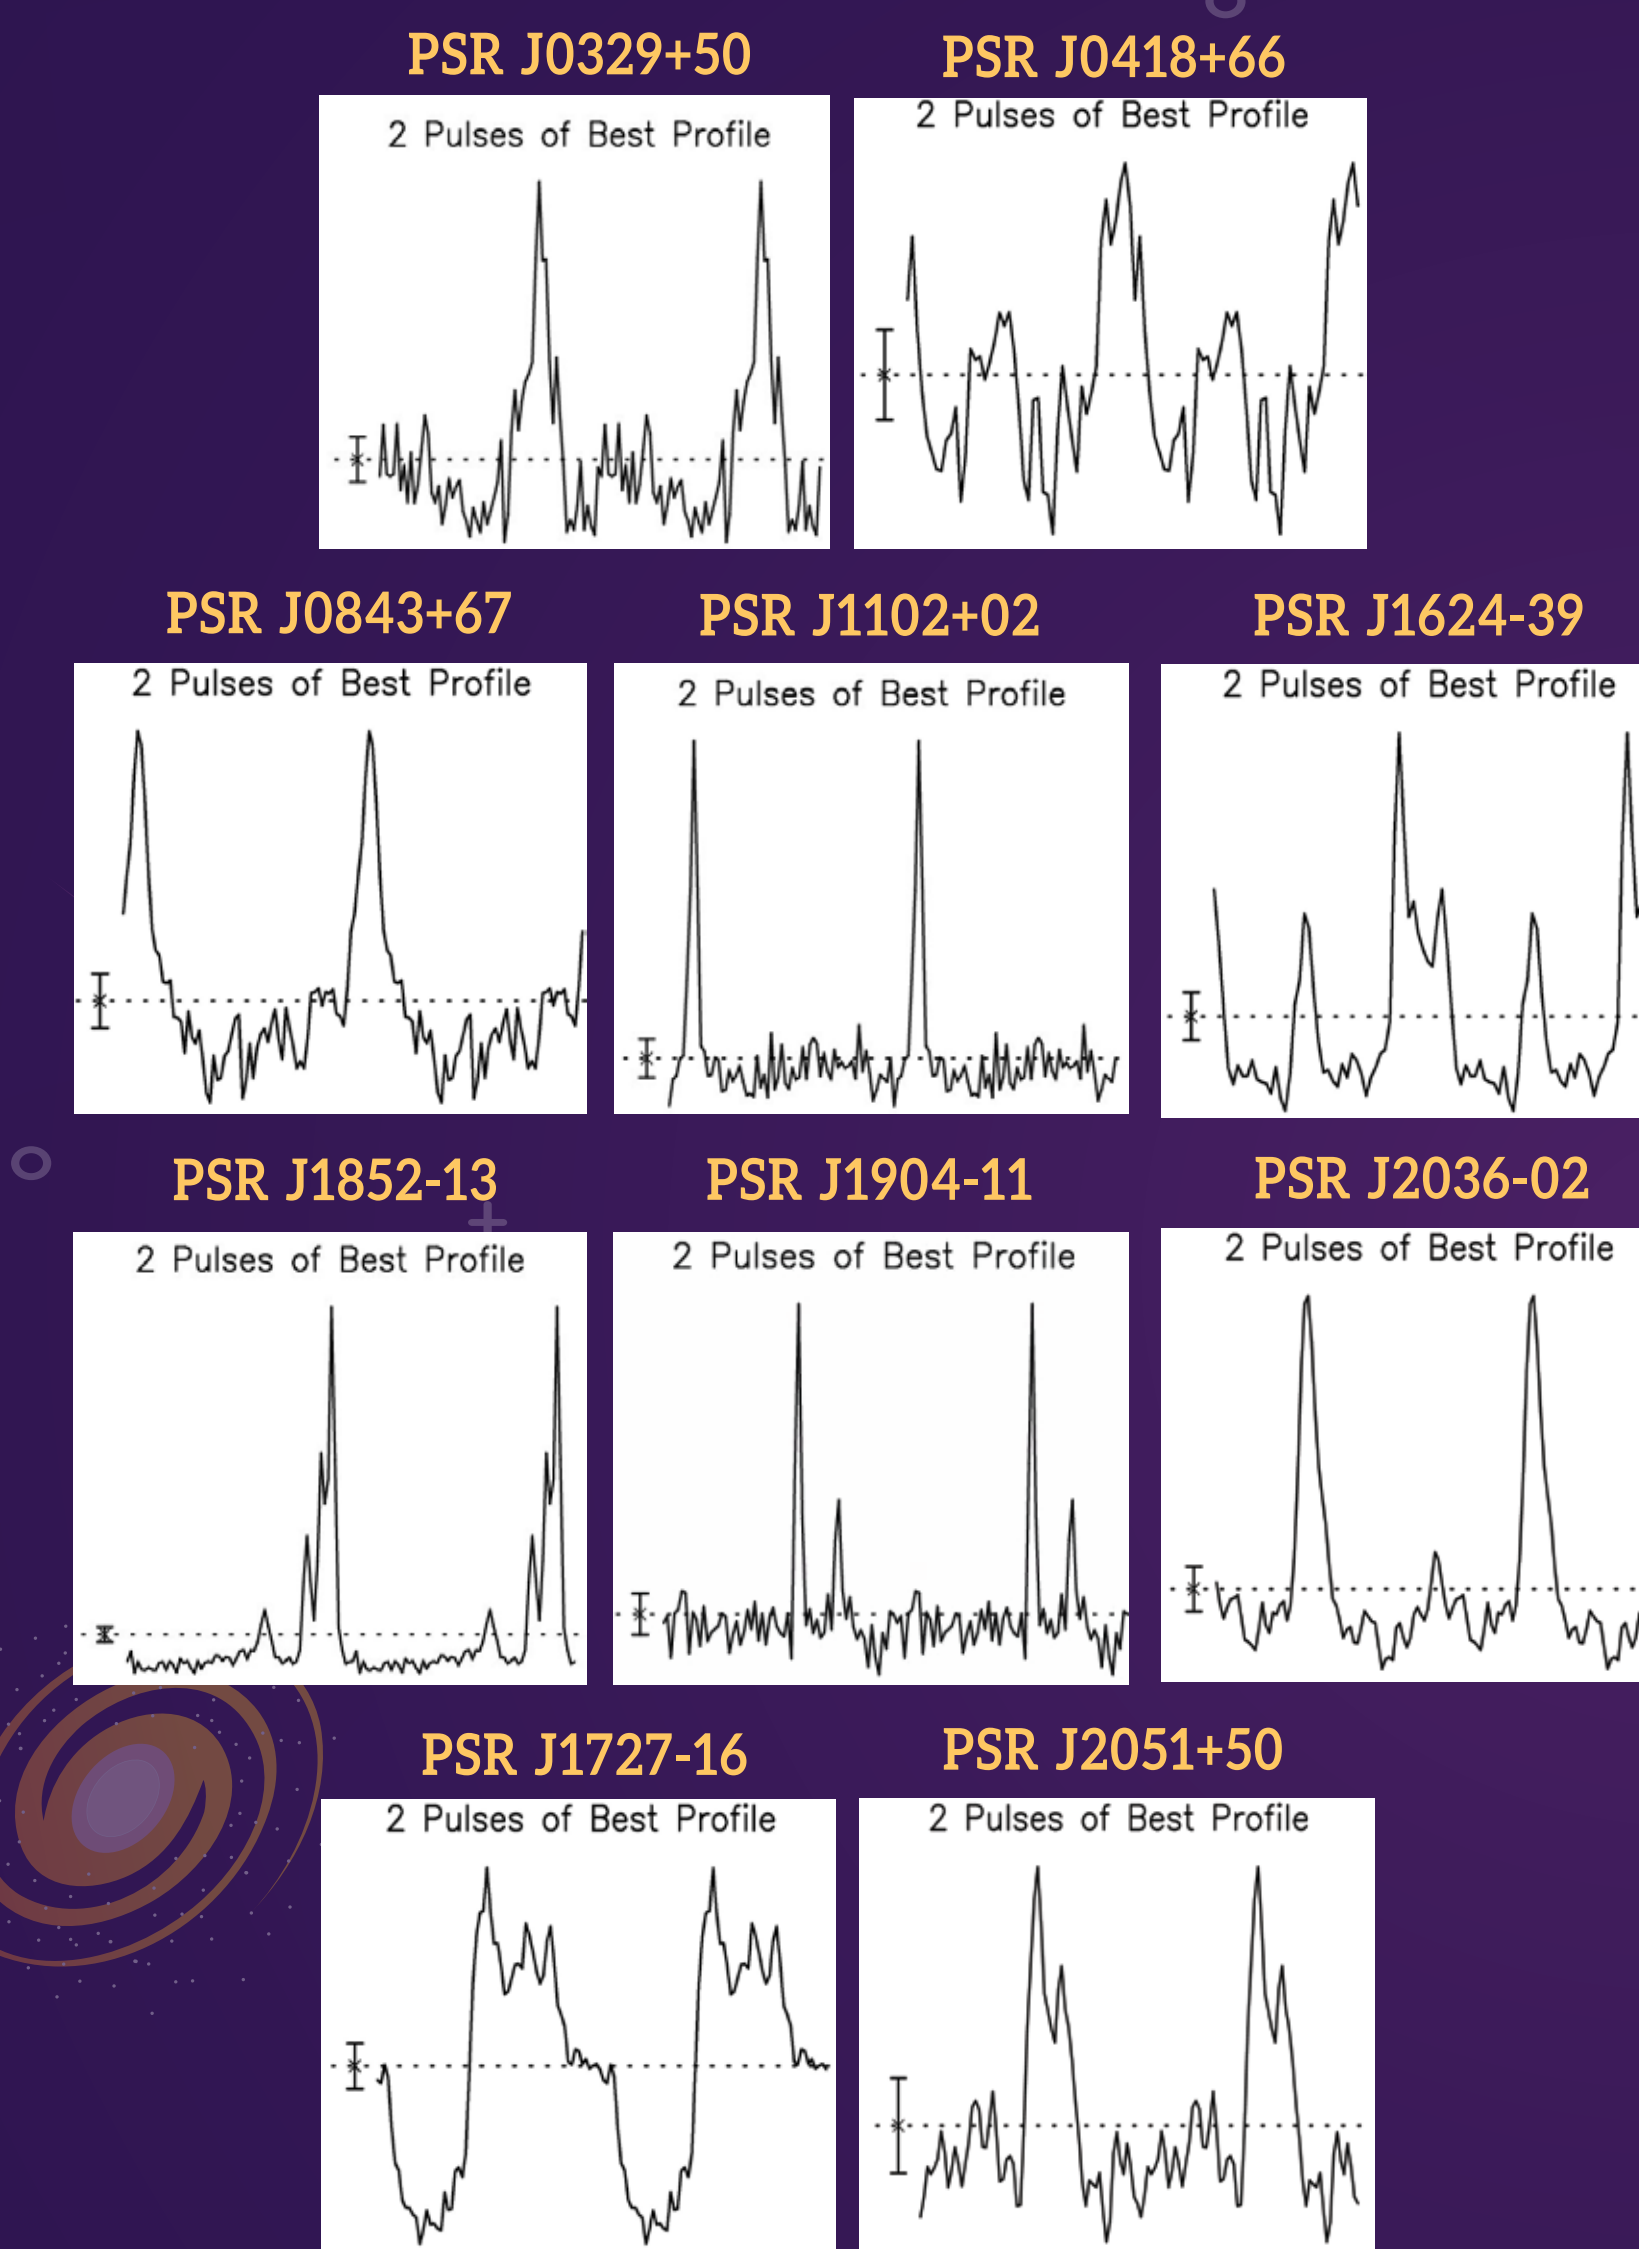 PSR J0329+50
PSR J0418+66
2 Pulses of Best Profile
2 Pulses of Best Profile
PSR J0843+67
PSR J1102+02
PSR J1624-39
2 Pulses of Best Profile
2 Pulses of Best Profile
2 Pulses of Best Profile
PSR J1852-13
PSR J1904-11
PSR J2036-02
2 Pulses of Best Profile
2 Pulses of Best Profile
2 Pulses of Best Profile
PSR J1727-16
PSR J2051+50
2 Pulses of Best Profile
2 Pulses of Best Profile